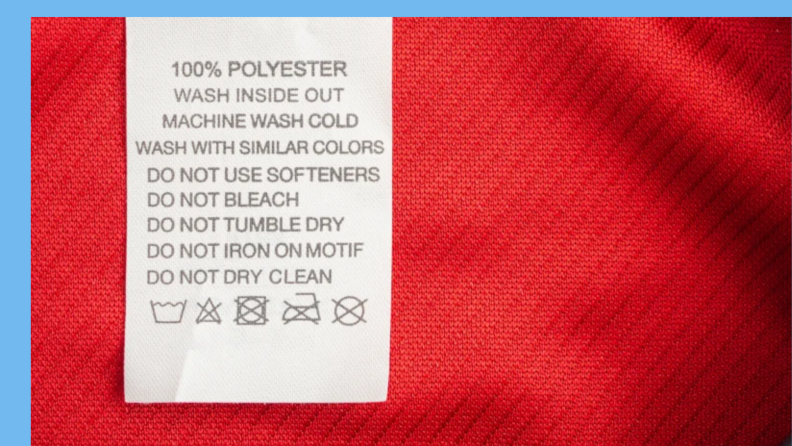 100% POLYESTER
WASH INSIDE OUT
MACHINE WASH COLD
WASH WITH SIMILAR COLORS
DO NOT USE SOFTENERS
DO NOT BLEACH
DO NOT TUMBLE DRY
DO NOT IRON ON MOTIF
DO NOT DRY CLEAN